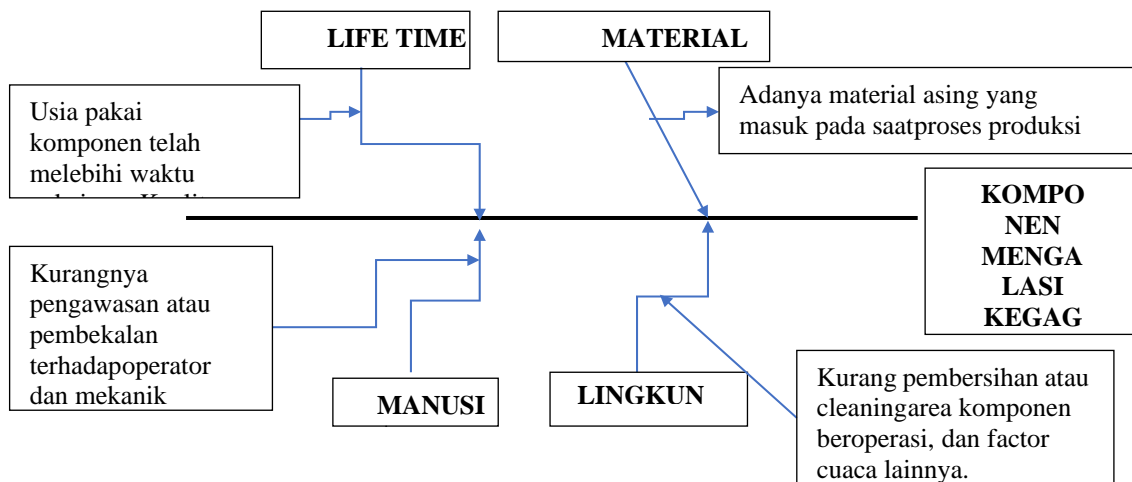 LIFE TIME
MATERIAL
Usia pakai
komponen telah
melebihi waktu
Adanya material asing yang
masuk pada saatproses produksi
KOMPO
NEN
MENGA
LASI
KEGAG
Kurangnya
pengawasan atau
pembekalan
terhadapoperator
dan mekanik
MANUSI
LINGKUN
Kurang pembersihan atau
cleaningarea komponen
beroperasi, dan factor
cuaca lainnya.